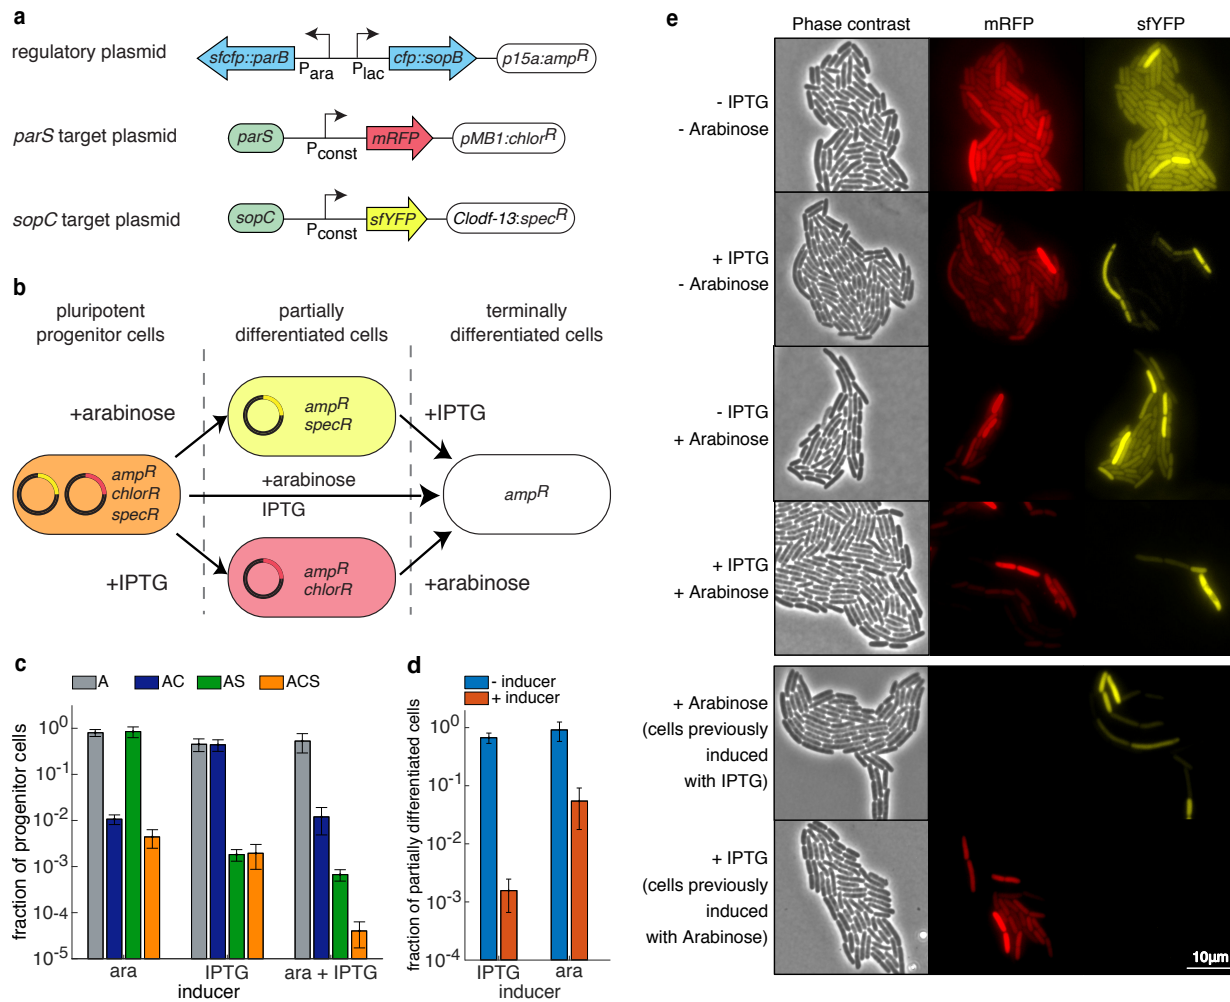 a
regulatory plasmid
sfcfp::parB
Para
Plac
cfp::sopB
p15a:ampR
parS target plasmid
parS
Pconst
mRFP
pMB1:chlorR
sopC target plasmid
sopC
Pconst
sfYFP
Clodf-13:specR
b
pluripotent
progenitor cells
partially
differentiated cells
terminally
differentiated cells
+arabinose
ampR
specR
+IPTG
ampR
chlorR
specR
+arabinose
IPTG
ampR
+IPTG
ampR
chlorR
+arabinose
c
A
AC
AS
ACS
fraction of progenitor cells
10^0
10^-1
10^-2
10^-3
10^-4
10^-5
ara
IPTG
ara + IPTG
inducer
d
- inducer
+ inducer
fraction of partially differentiated cells
10^0
10^-1
10^-2
10^-3
10^-4
IPTG
ara
inducer
e
Phase contrast
mRFP
sfYFP
- IPTG
- Arabinose
+ IPTG
- Arabinose
- IPTG
+ Arabinose
+ IPTG
+ Arabinose
+ Arabinose
(cells previously
induced
with IPTG)
+ IPTG
(cells previously
induced
with Arabinose)
10µm